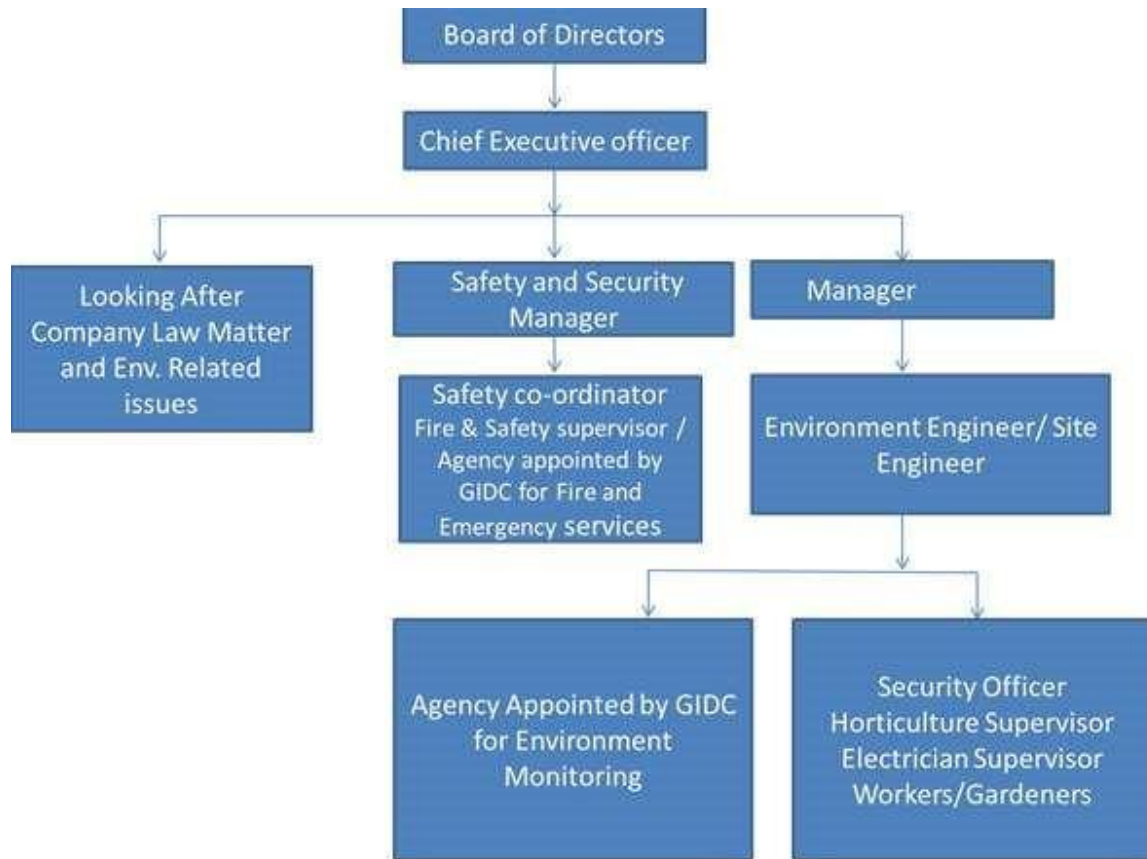 Board of Directors
Chief Executive officer
Looking After
Company Law Matter
and Env. Related
issues
Safety and Security
Manager
Manager
Safety co-ordinator
Fire & Safety supervisor /
Agency appointed by
GIDC for Fire and
Emergency services
Environment Engineer/ Site
Engineer
Agency Appointed by GIDC
for Environment
Monitoring
Security Officer
Horticulture Supervisor
Electrician Supervisor
Workers/Gardeners